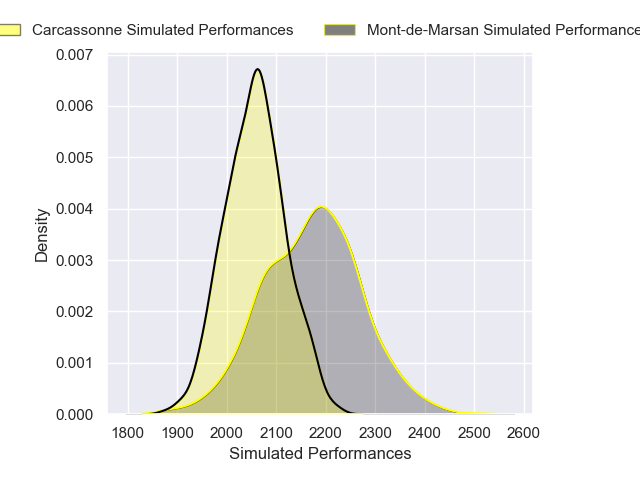 Carcassonne Simulated Performances
Mont-de-Marsan Simulated Performance
0.007
0.006
0.005
0.004
0.003
0.002
0.001
0.000
Density
1800 1900 2000 2100 2200 2300 2400 2500 2600
Simulated Performances